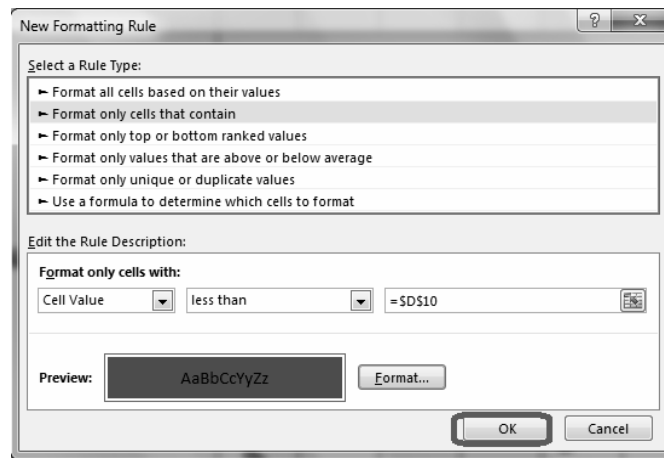 New Formatting Rule
Select a Rule Type:
► Format all cells based on their values
► Format only cells that contain
► Format only top or bottom ranked values
► Format only values that are above or below average
► Format only unique or duplicate values
► Use a formula to determine which cells to format
Edit the Rule Description:
Format only cells with:
Cell Value less than =$D$10
Preview: AaBbCcYyZz Format...
OK Cancel